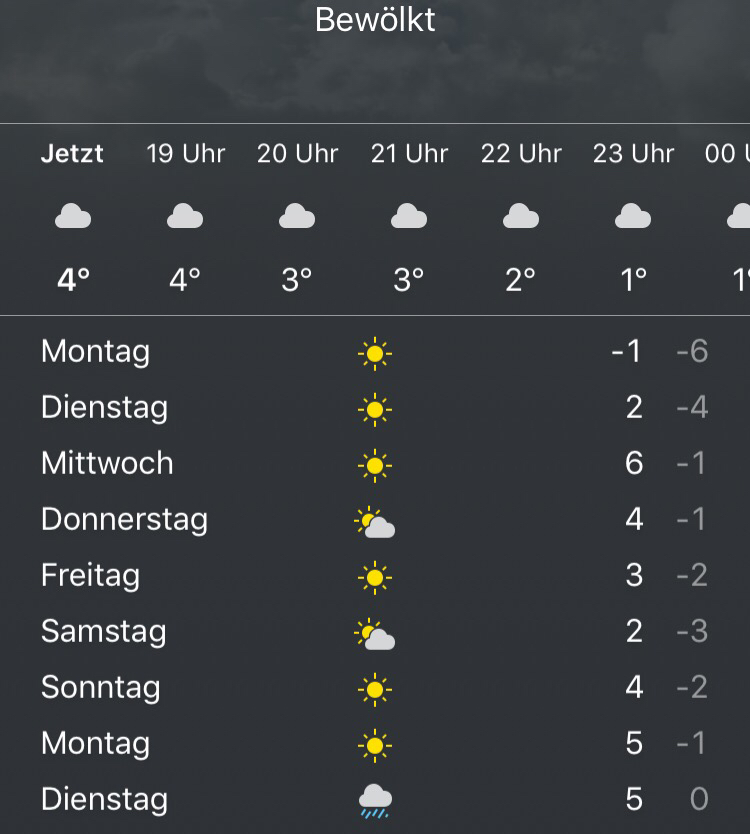 Bewölkt
Jetzt 19 Uhr 20 Uhr 21 Uhr 22 Uhr 23 Uhr 00 U
4° 4° 3° 3° 2° 1° 1°
Montag -1 -6
Dienstag 2 -4
Mittwoch 6 -1
Donnerstag 4 -1
Freitag 3 -2
Samstag 2 -3
Sonntag 4 -2
Montag 5 -1
Dienstag 5 0